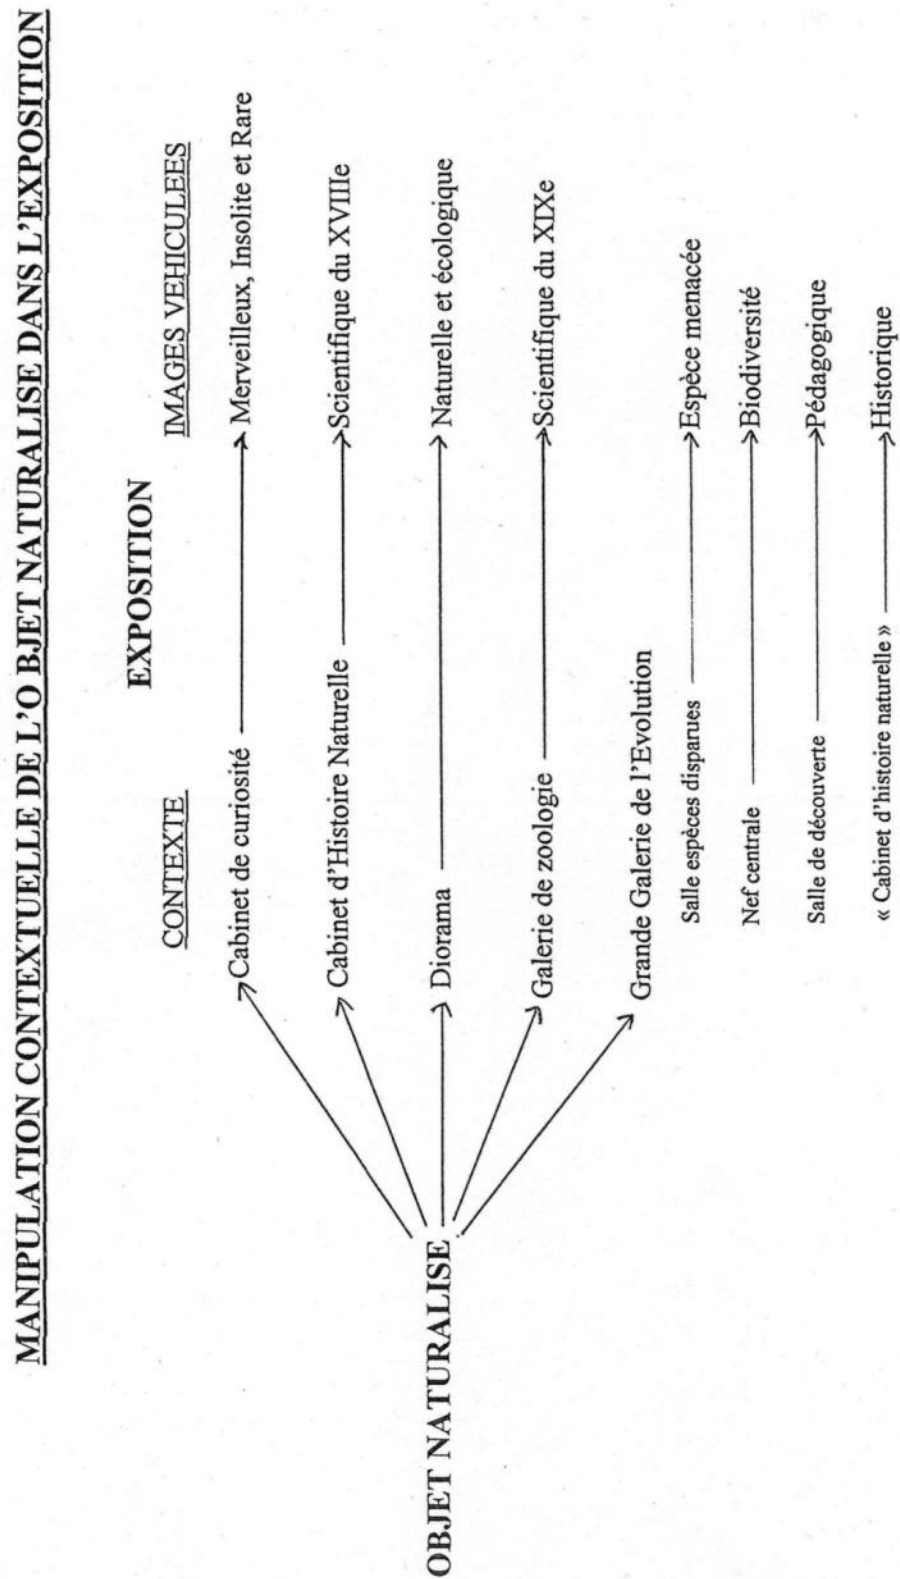 MANIPULATION CONTEXTUELLE DE L'O BJET NATURALISE DANS L'EXPOSITION
EXPOSITION
CONTEXTE IMAGES VEHICULEES
Cabinet de curiosité Merveilleux, Insolite et Rare
Cabinet d'Histoire Naturelle Scientifique du XVIIIe
OBJET NATURALISE Diorama Naturelle et écologique
Galerie de zoologie Scientifique du XIXe
Grande Galerie de l'Evolution
Salle espèces disparues Espèce menacée
Nef centrale Biodiversité
Salle de découverte Pédagogique
« Cabinet d'histoire naturelle » Historique